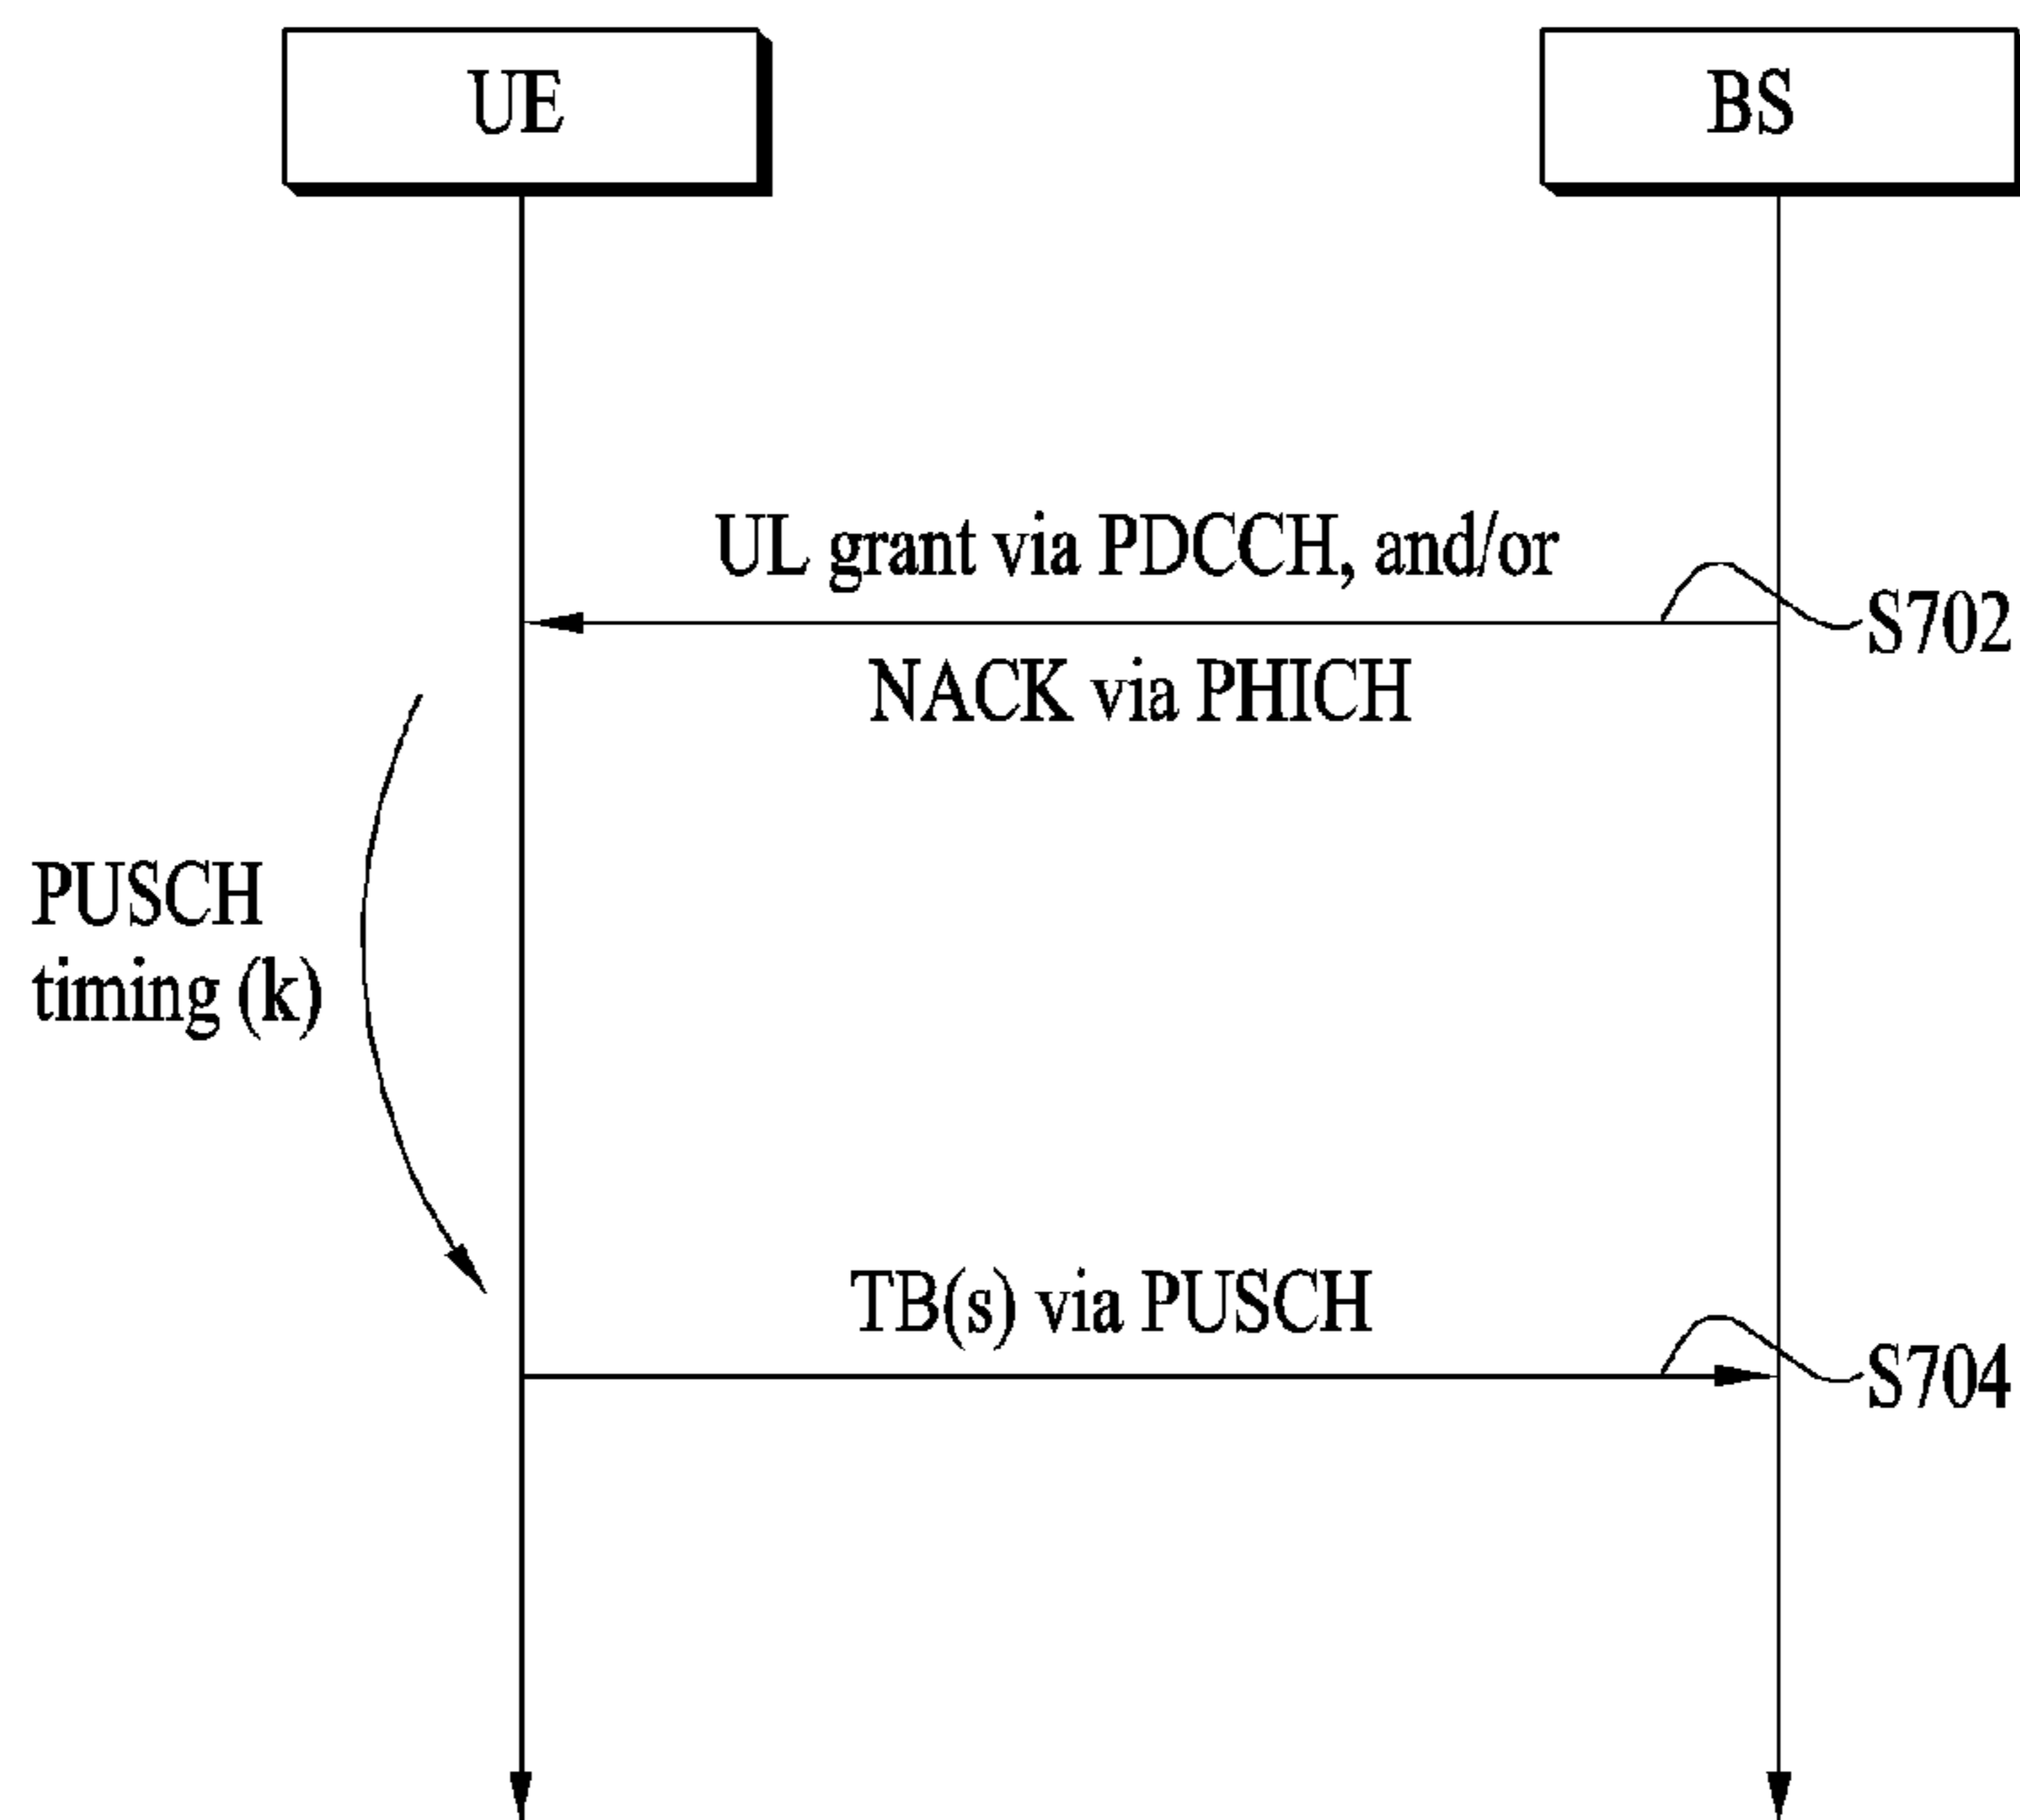 UE
BS
UL grant via PDCCH, and/or
S702
NACK via PHICH
PUSCH
timing (k)
TB(s) via PUSCH
S704